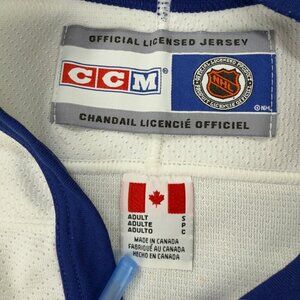 OFFICIAL LICENSED JERSEY
CCM®
NHL
®NHL
CHANDAIL LICENCIÉ OFFICIEL
ADULT S
ADULTE P
ADULTO C
MADE IN CANADA
FABRIQUÉ AU CANADA
HECHO EN CANADA